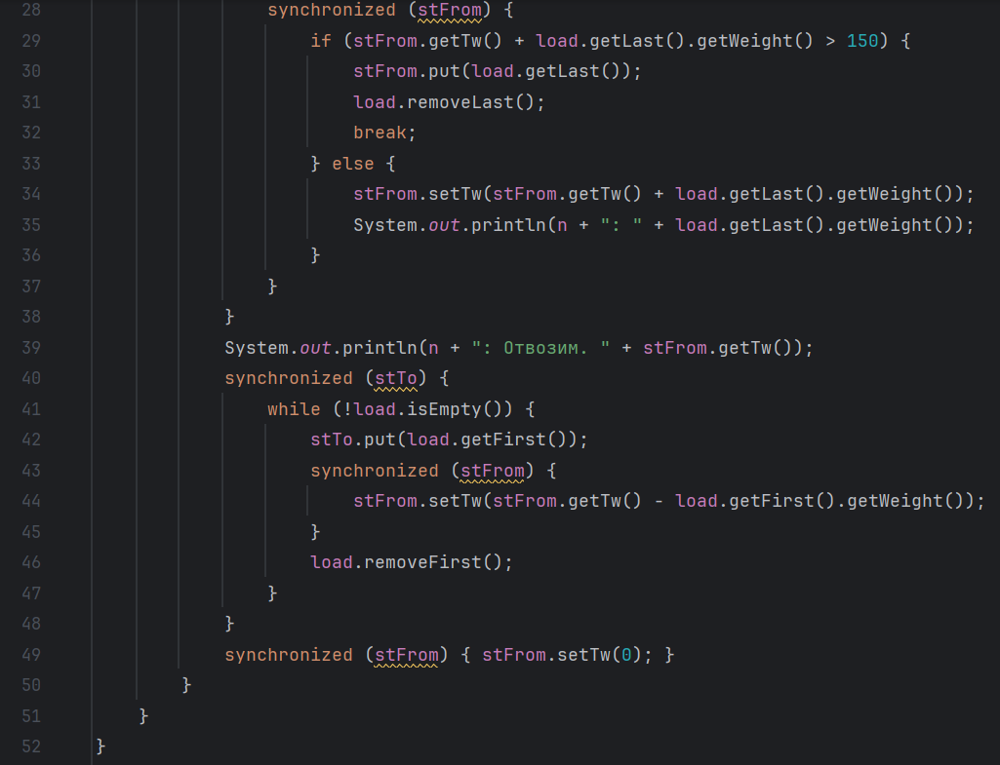 28 synchronized (stFrom) {
29 if (stFrom.getTw() + load.getLast().getWeight() > 150) {
30 stFrom.put(load.getLast());
31 load.removeLast();
32 break;
33 } else {
34 stFrom.setTw(stFrom.getTw() + load.getLast().getWeight());
35 System.out.println(n + ": " + load.getLast().getWeight());
36 }
37 }
38 }
39 System.out.println(n + ": Отвозим. " + stFrom.getTw());
40 synchronized (stTo) {
41 while (!load.isEmpty()) {
42 stTo.put(load.getFirst());
43 synchronized (stFrom) {
44 stFrom.setTw(stFrom.getTw() - load.getFirst().getWeight());
45 }
46 load.removeFirst();
47 }
48 }
49 synchronized (stFrom) { stFrom.setTw(0); }
50 }
51 }
52 }